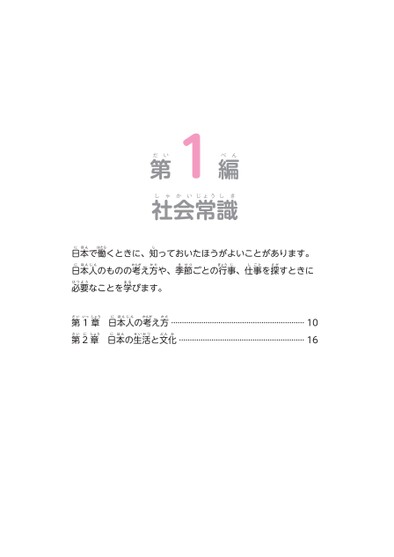 第1編
社会常識
日本で働くときに、知っておいたほうがよいことがあります。
日本人のものの考え方や、季節ごとの行事、仕事を探すときに
必要なことを学びます。
第1章 日本人の考え方 10
第2章 日本の生活と文化 16